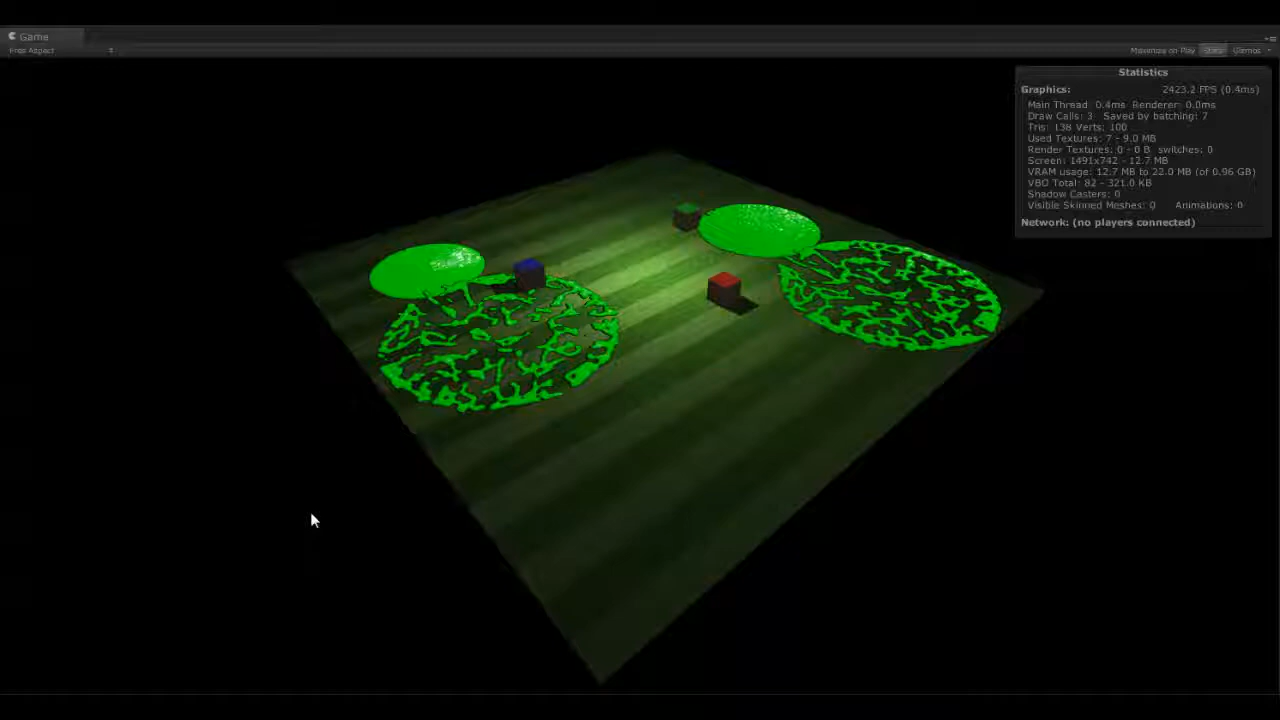 Game
Free Aspect
Maximize on Play Stats Gizmos
Statistics
Graphics: 2423.2 FPS (0.4ms)
Main Thread: 0.4ms Renderer: 0.0ms
Draw Calls: 3 Saved by batching: 7
Tris: 138 Verts: 100
Used Textures: 7 - 9.0 MB
Render Textures: 0 - 0 B switches: 0
Screen: 1491x742 - 12.7 MB
VRAM usage: 12.7 MB to 22.0 MB (of 0.96 GB)
VBO Total: 82 - 321.0 KB
Shadow Casters: 0
Visible Skinned Meshes: 0 Animations: 0
Network: (no players connected)